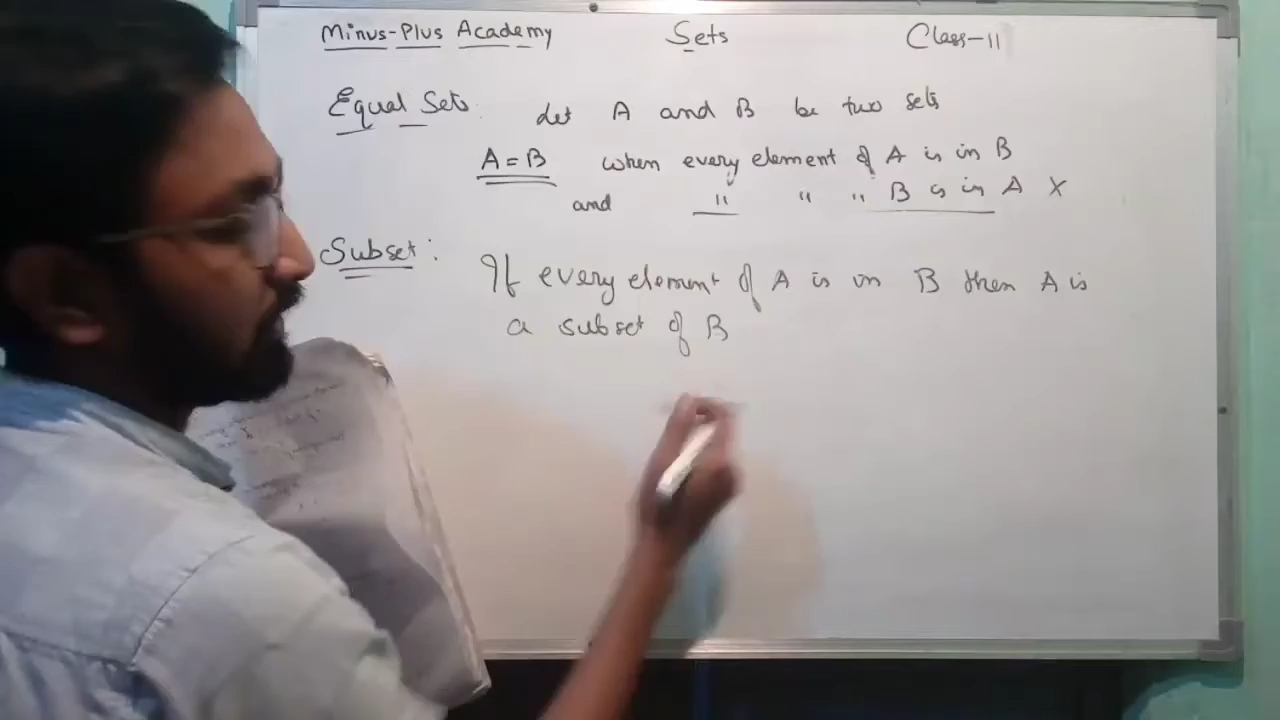 Minus-Plus Academy Sets Class-11
Equal Sets: Let A and B be two sets
A = B when every element of A is in B
and " " " B is in A X
Subset: If every element of A is in B then A is
a subset of B